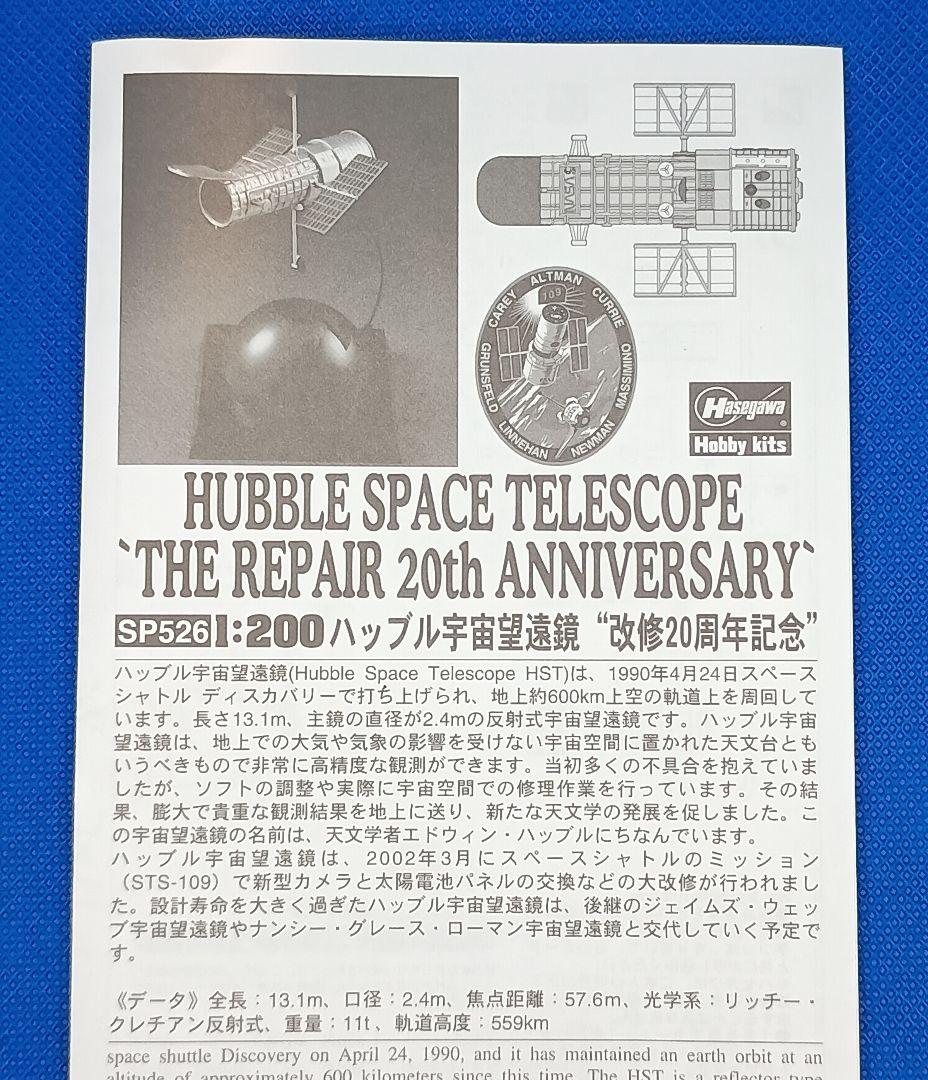 NASA
109
CAREY ALTMAN CURRIE
GRUNSFELD LINNEHAN NEWMAN MASSIMINO
Hasegawa
Hobby kits
HUBBLE SPACE TELESCOPE
`THE REPAIR 20th ANNIVERSARY`
SP526 1:200 ハッブル宇宙望遠鏡 “改修20周年記念”
ハッブル宇宙望遠鏡(Hubble Space Telescope HST)は、1990年4月24日スペース
シャトル ディスカバリーで打ち上げられ、地上約600km上空の軌道上を周回して
います。長さ13.1m、主鏡の直径が2.4mの反射式宇宙望遠鏡です。ハッブル宇宙
望遠鏡は、地上での大気や気象の影響を受けない宇宙空間に置かれた天文台とも
いうべきもので非常に高精度な観測ができます。当初多くの不具合を抱えていま
したが、ソフトの調整や実際に宇宙空間での修理作業を行っています。その結
果、膨大で貴重な観測結果を地上に送り、新たな天文学の発展を促しました。こ
の宇宙望遠鏡の名前は、天文学者エドウィン・ハッブルにちなんでいます。
ハッブル宇宙望遠鏡は、2002年3月にスペースシャトルのミッション
（STS-109）で新型カメラと太陽電池パネルの交換などの大改修が行われまし
た。設計寿命を大きく過ぎたハッブル宇宙望遠鏡は、後継のジェイムズ・ウェッ
ブ宇宙望遠鏡やナンシー・グレース・ローマン宇宙望遠鏡と交代していく予定で
す。
《データ》全長：13.1m、口径：2.4m、焦点距離：57.6m、光学系：リッチー・
クレチアン反射式、重量：11t、軌道高度：559km
space shuttle Discovery on April 24, 1990, and it has maintained an earth orbit at an
altitude of approximately 600 kilometers since this time. The HST is a reflector type